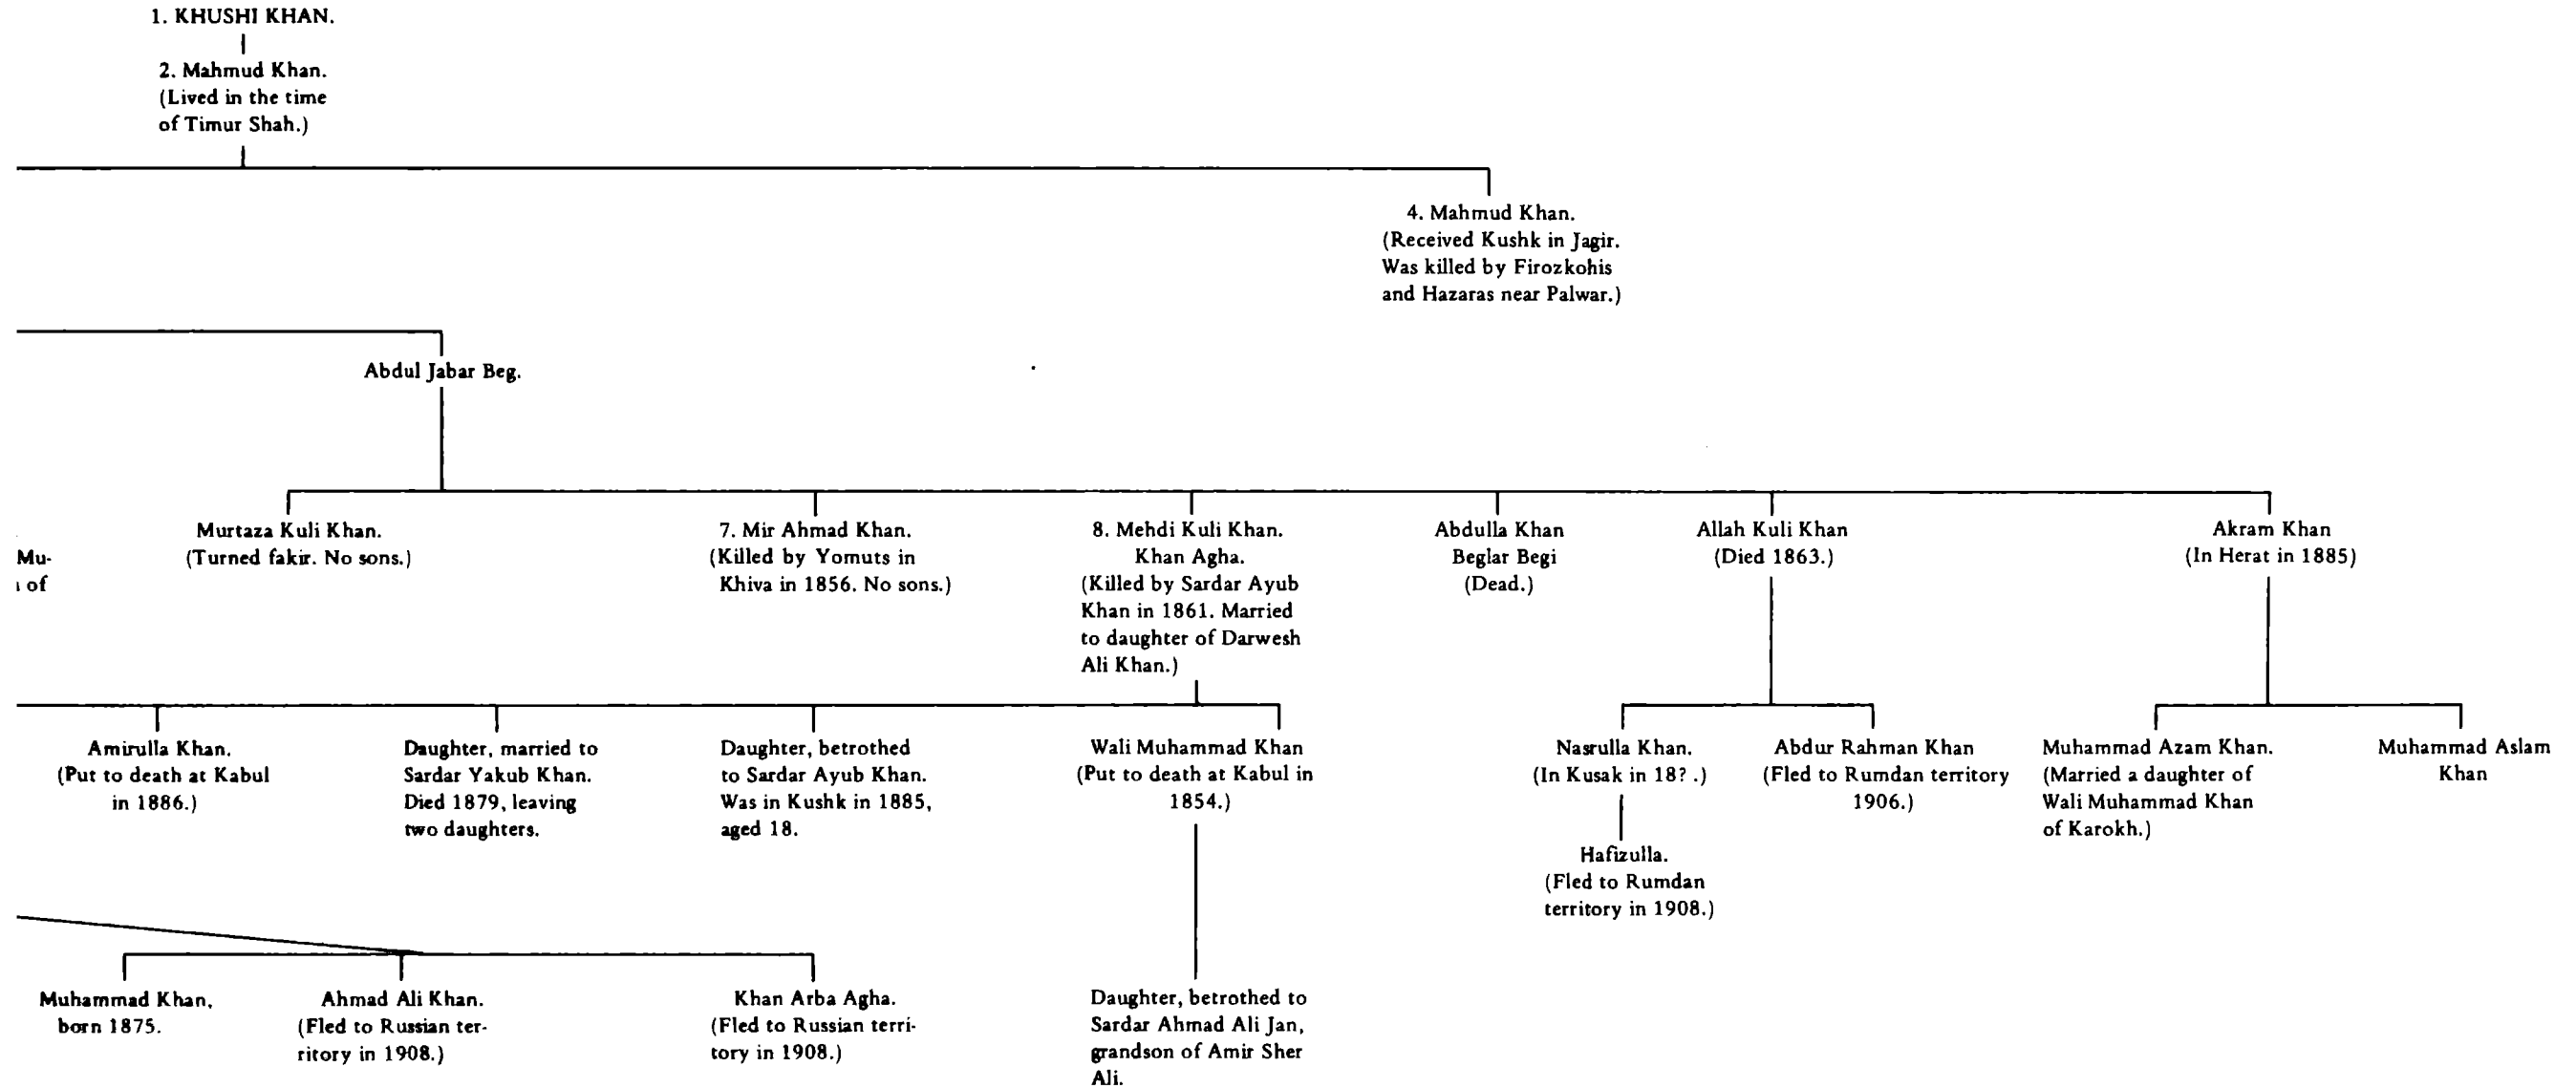 1. KHUSHI KHAN.
2. Mahmud Khan.
(Lived in the time
of Timur Shah.)
4. Mahmud Khan.
(Received Kushk in Jagir.
Was killed by Firozkohis
and Hazaras near Palwar.)
Abdul Jabar Beg.
Mu-
of
Murtaza Kuli Khan.
(Turned fakir. No sons.)
7. Mir Ahmad Khan.
(Killed by Yomuts in
Khiva in 1856. No sons.)
8. Mehdi Kuli Khan.
Khan Agha.
(Killed by Sardar Ayub
Khan in 1861. Married
to daughter of Darwesh
Ali Khan.)
Abdulla Khan
Beglar Begi
(Dead.)
Allah Kuli Khan
(Died 1863.)
Akram Khan
(In Herat in 1885)
Amirulla Khan.
(Put to death at Kabul
in 1886.)
Daughter, married to
Sardar Yakub Khan.
Died 1879, leaving
two daughters.
Daughter, betrothed
to Sardar Ayub Khan.
Was in Kushk in 1885,
aged 18.
Wali Muhammad Khan
(Put to death at Kabul in
1854.)
Nasrulla Khan.
(In Kusak in 18? .)
Hafizulla.
(Fled to Rumdan
territory in 1908.)
Abdur Rahman Khan
(Fled to Rumdan territory
1906.)
Muhammad Azam Khan.
(Married a daughter of
Wali Muhammad Khan
of Karokh.)
Muhammad Aslam
Khan
Muhammad Khan,
born 1875.
Ahmad Ali Khan.
(Fled to Russian ter-
ritory in 1908.)
Khan Arba Agha.
(Fled to Russian terri-
tory in 1908.)
Daughter, betrothed to
Sardar Ahmad Ali Jan,
grandson of Amir Sher
Ali.